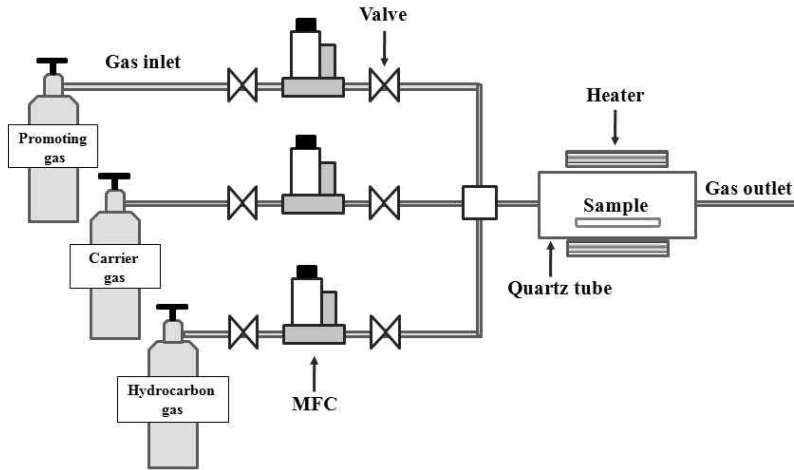 Valve
Gas inlet
Heater
Promoting
gas
Sample
Gas outlet
Carrier
gas
Quartz tube
Hydrocarbon
gas
MFC